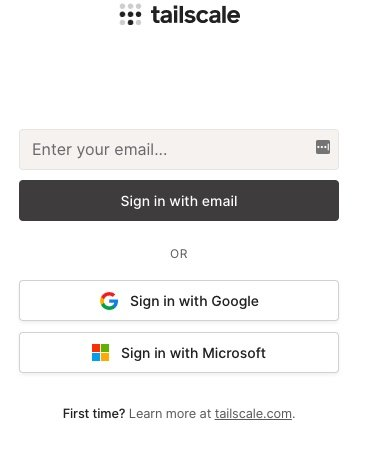 tailscale
Enter your email...
Sign in with email
OR
Sign in with Google
Sign in with Microsoft
First time? Learn more at tailscale.com.